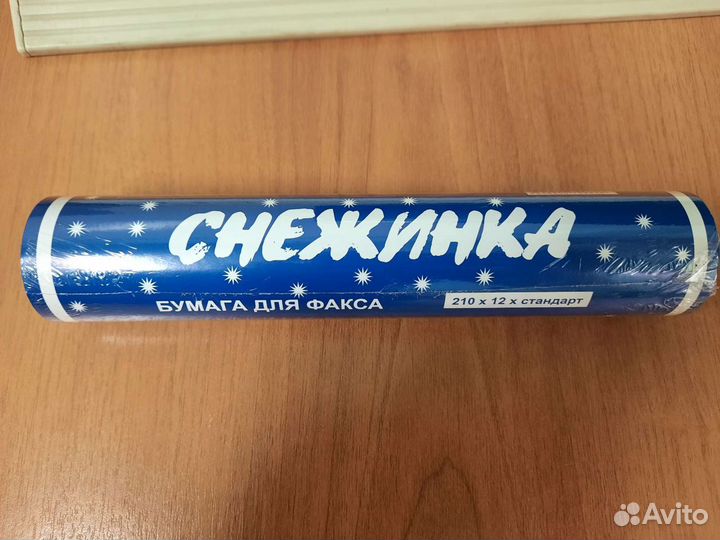 СНЕЖИНКА
БУМАГА ДЛЯ ФАКСА
210 x 12 x стандарт
Avito